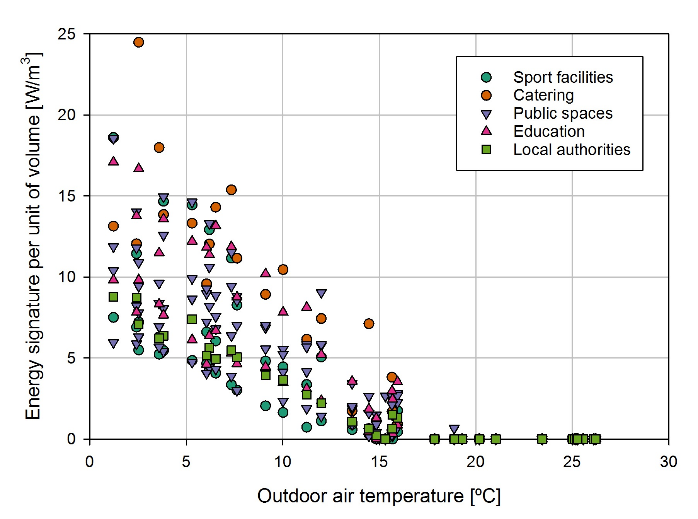 Energy signature per unit of volume [W/m³]
25
20
15
10
5
0
Sport facilities
Catering
Public spaces
Education
Local authorities
0 5 10 15 20 25 30
Outdoor air temperature [ºC]